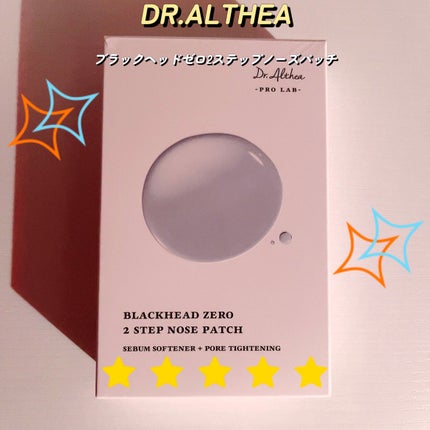 DR.ALTHEA
ブラックヘッドゼロ2ステップノーズパッチ
Dr. Althea
-PRO LAB-
BLACKHEAD ZERO
2 STEP NOSE PATCH
SEBUM SOFTENER + PORE TIGHTENING